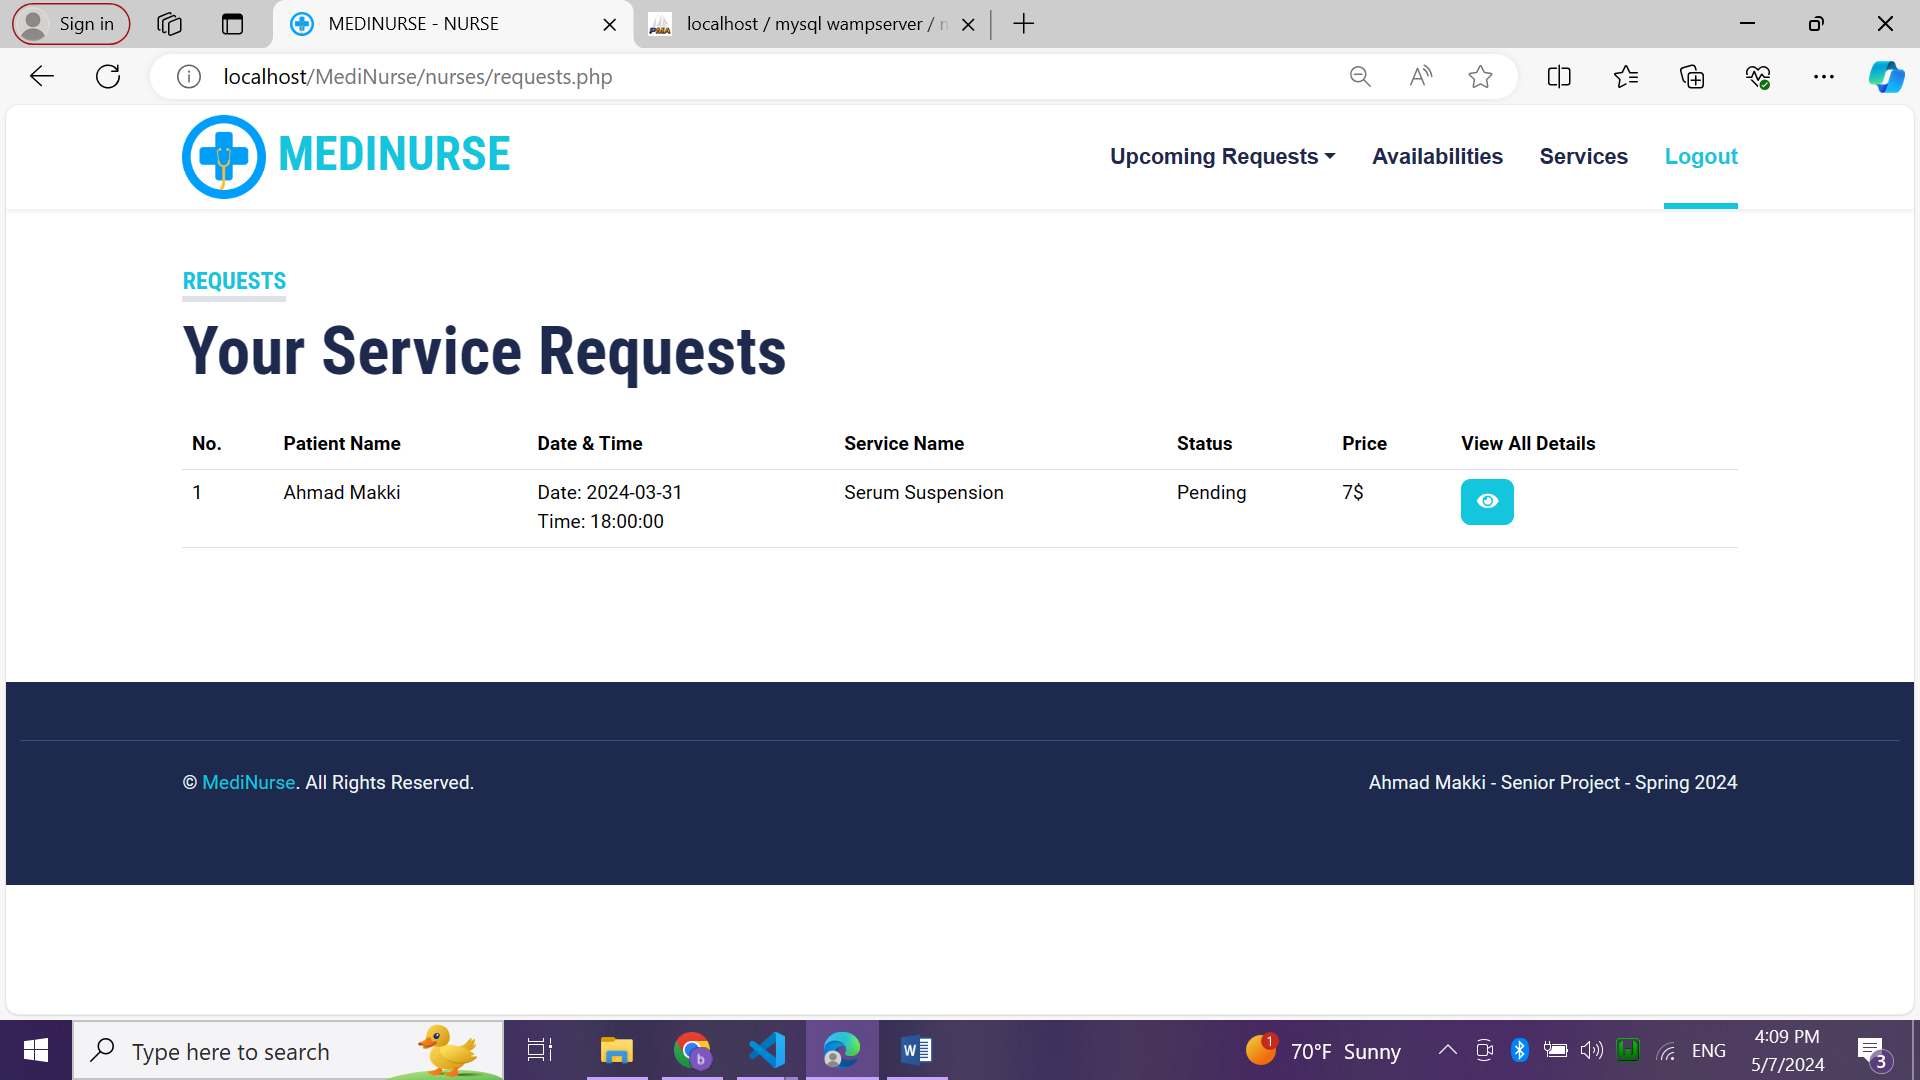 Sign in
MEDINURSE - NURSE
localhost / mysql wampserver /
localhost/MediNurse/nurses/requests.php
MEDINURSE
Upcoming Requests
Availabilities
Services
Logout
REQUESTS
Your Service Requests
No. Patient Name Date & Time Service Name Status Price View All Details
1 Ahmad Makki Date: 2024-03-31 Serum Suspension Pending 7$
Time: 18:00:00
© MediNurse. All Rights Reserved.
Ahmad Makki - Senior Project - Spring 2024
Type here to search
1
70°F Sunny
ENG
4:09 PM
5/7/2024
3